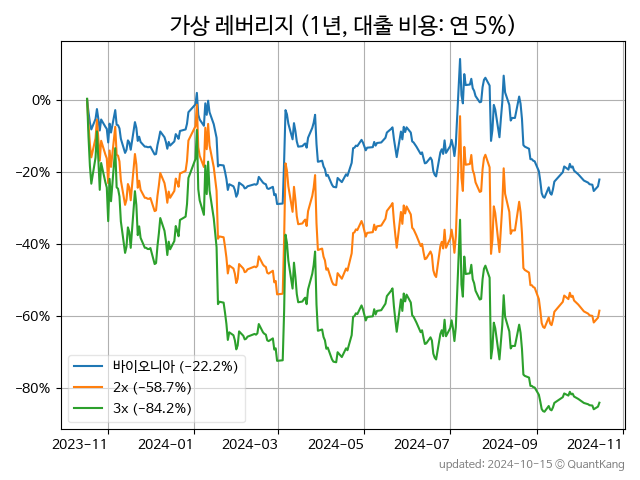 가상 레버리지 (1년, 대출 비용: 연 5%)
0%
−20%
−40%
−60%
−80%
바이오니아 (−22.2%)
2x (−58.7%)
3x (−84.2%)
2023-11
2024-01
2024-03
2024-05
2024-07
2024-09
2024-11
updated: 2024-10-15 © QuantKang